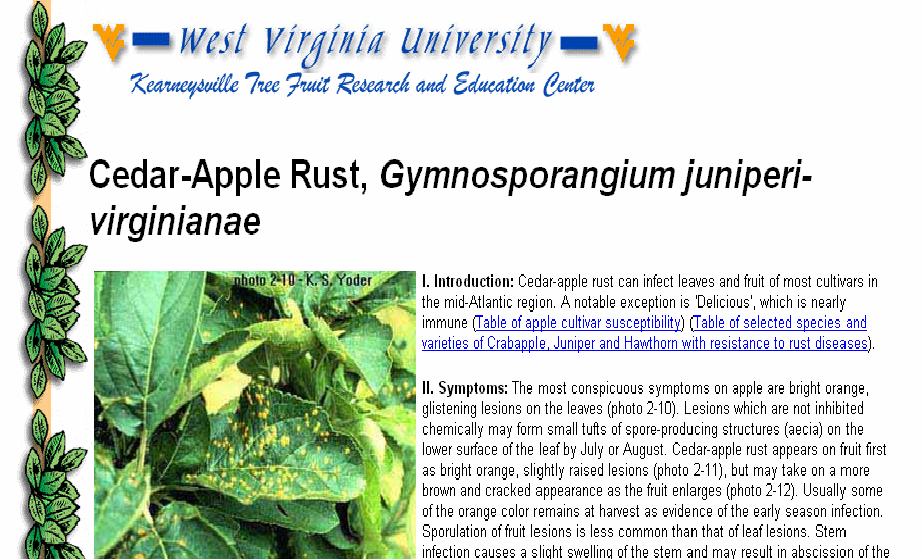 West Virginia University
Kearneysville Tree Fruit Research and Education Center
Cedar-Apple Rust, Gymnosporangium juniperi-
virginianae
photo 2-10 - K. S. Yoder
I. Introduction: Cedar-apple rust can infect leaves and fruit of most cultivars in
the mid-Atlantic region. A notable exception is 'Delicious', which is nearly
immune (Table of apple cultivar susceptibility) (Table of selected species and
varieties of Crabapple, Juniper and Hawthorn with resistance to rust diseases).
II. Symptoms: The most conspicuous symptoms on apple are bright orange,
glistening lesions on the leaves (photo 2-10). Lesions which are not inhibited
chemically may form small tufts of spore-producing structures (aecia) on the
lower surface of the leaf by July or August. Cedar-apple rust appears on fruit first
as bright orange, slightly raised lesions (photo 2-11), but may take on a more
brown and cracked appearance as the fruit enlarges (photo 2-12). Usually some
of the orange color remains at harvest as evidence of the early season infection.
Sporulation of fruit lesions is less common than that of leaf lesions. Stem
infection causes a slight swelling of the stem and may result in abscission of the